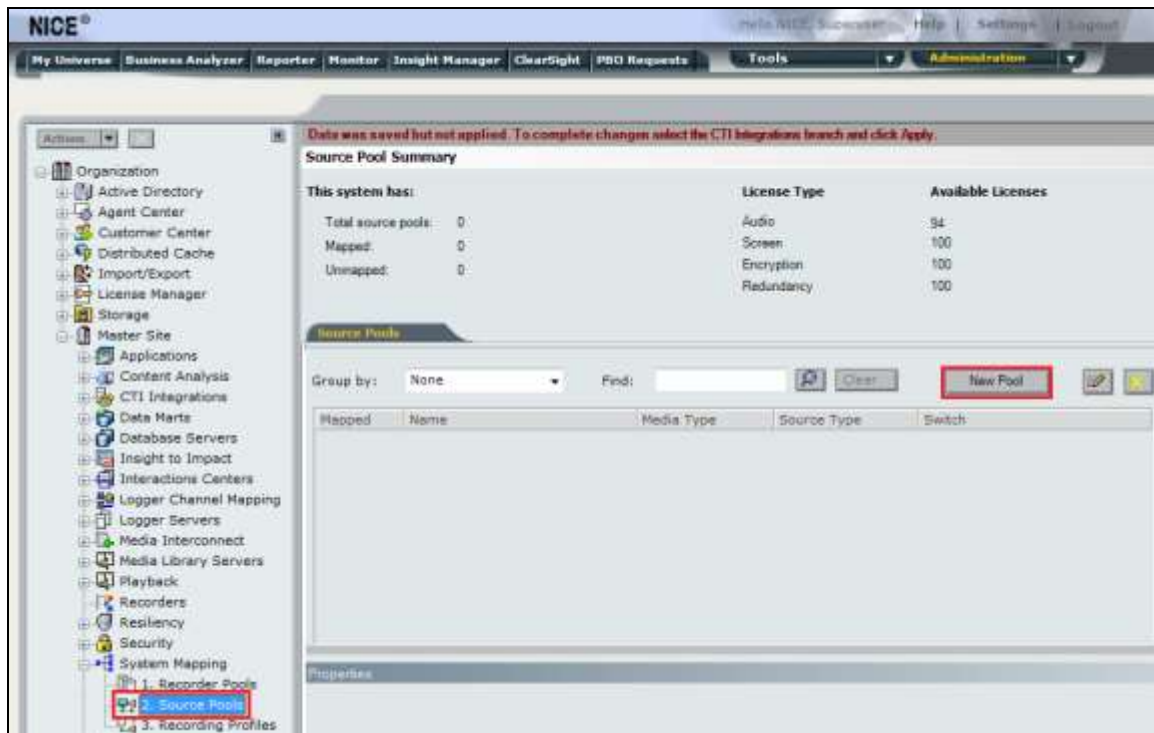 NICE®
Hello NICE, Superuser Help | Settings | Logout
My Universe Business Analyzer Reporter Monitor Insight Manager ClearSight PBO Requests Tools Administration
Actions
Data was saved but not applied. To complete changes select the CTI Integrations branch and click Apply.
Source Pool Summary
Organization
Active Directory
Agent Center
Customer Center
Distributed Cache
Import/Export
License Manager
Storage
Master Site
Applications
Content Analysis
CTI Integrations
Data Marts
Database Servers
Insight to Impact
Interactions Centers
Logger Channel Mapping
Logger Servers
Media Interconnect
Media Library Servers
Playback
Recorders
Resiliency
Security
System Mapping
1. Recorder Pools
2. Source Pools
3. Recording Profiles
This system has: License Type Available Licenses
Total source pools: 0 Audio 94
Mapped: 0 Screen 100
Unmapped: 0 Encryption 100
Redundancy 100
Source Pools
Group by: None Find: Clear New Pool
Mapped Name Media Type Source Type Switch
Properties